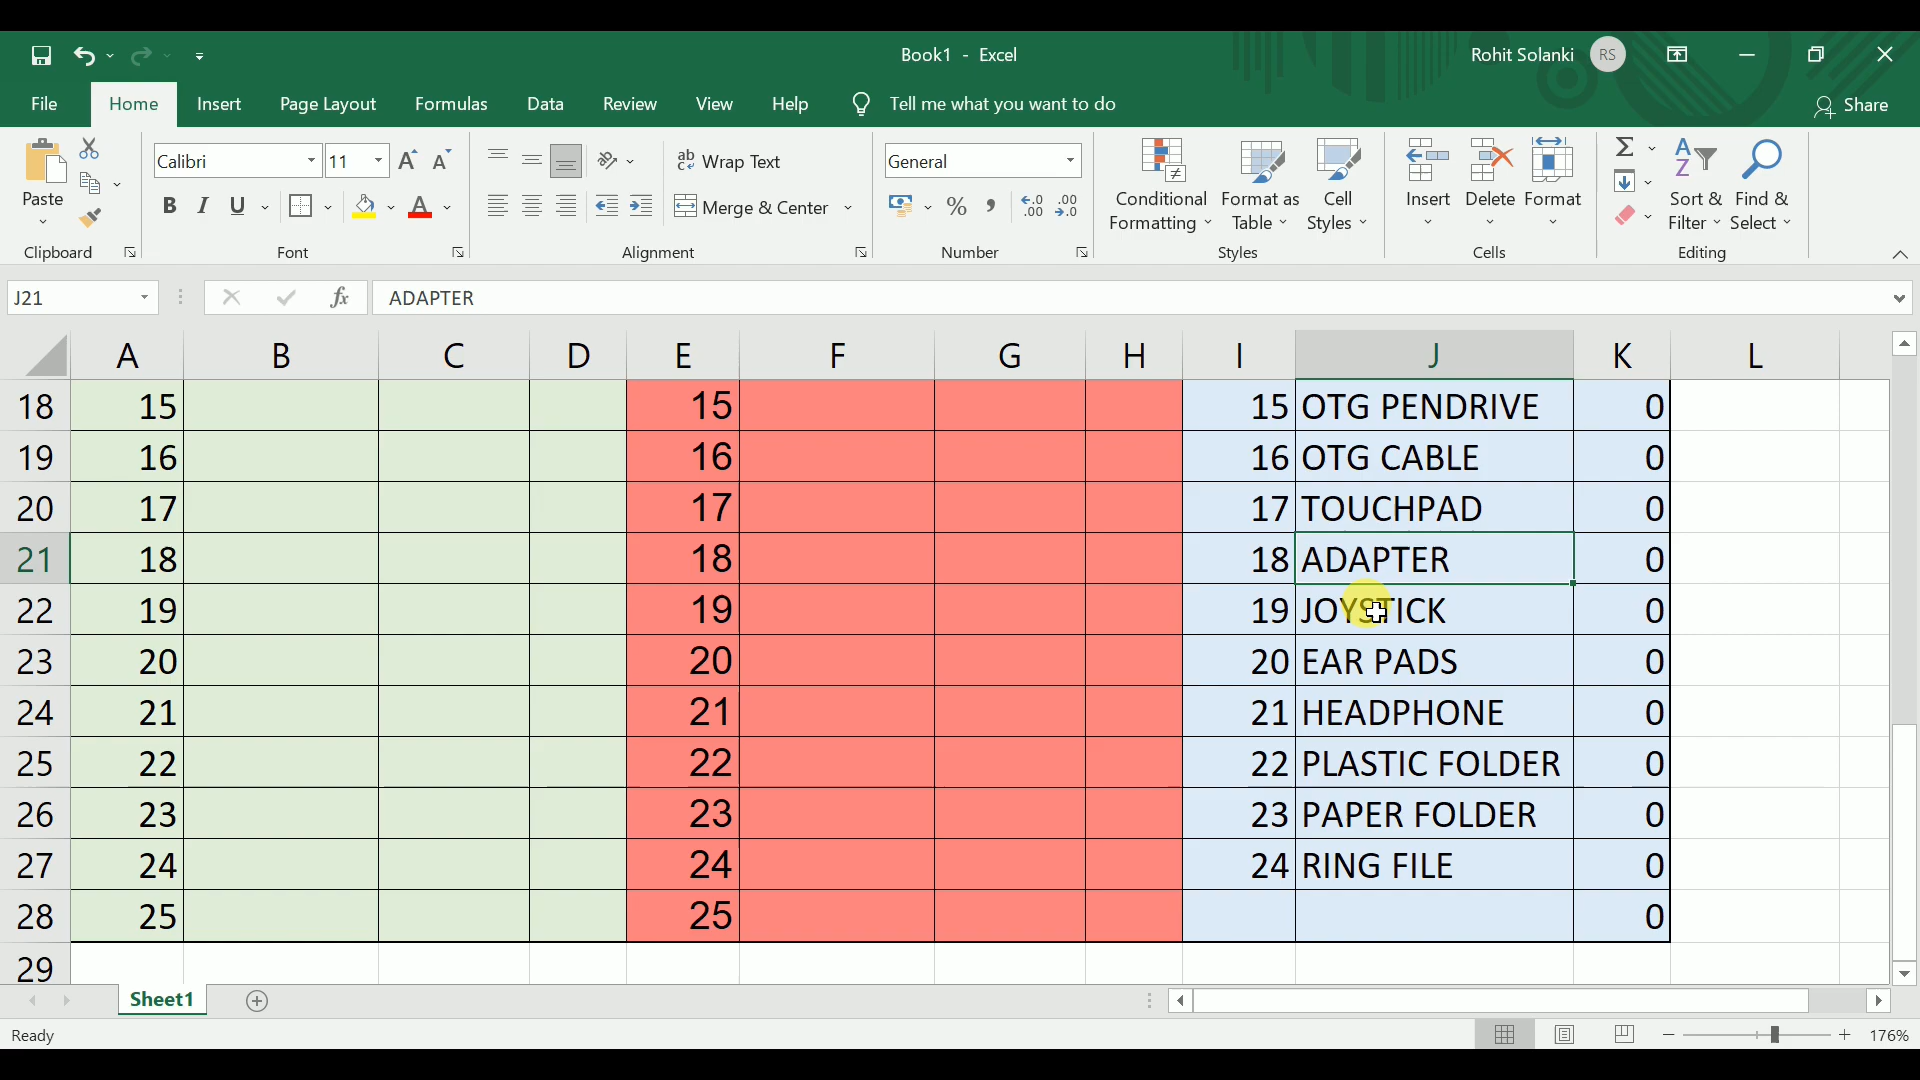 Book1 - Excel
Rohit Solanki RS
File Home Insert Page Layout Formulas Data Review View Help Tell me what you want to do Share
Paste
Clipboard
Calibri 11
B I U
Font
Wrap Text
Merge & Center
Alignment
General
Number
Conditional Formatting
Format as Table
Cell Styles
Styles
Insert Delete Format
Cells
Sort & Filter
Find & Select
Editing
J21 fx ADAPTER
A B C D E F G H I J K L
18 15 15 15 OTG PENDRIVE 0
19 16 16 16 OTG CABLE 0
20 17 17 17 TOUCHPAD 0
21 18 18 18 ADAPTER 0
22 19 19 19 JOYSTICK 0
23 20 20 20 EAR PADS 0
24 21 21 21 HEADPHONE 0
25 22 22 22 PLASTIC FOLDER 0
26 23 23 23 PAPER FOLDER 0
27 24 24 24 RING FILE 0
28 25 25 0
29
Sheet1
Ready 176%